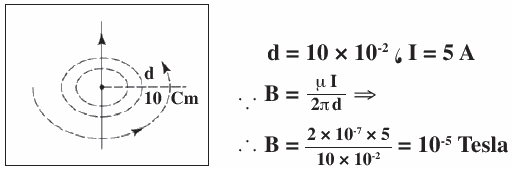 d
10 Cm
d = 10 × 10⁻² ، I = 5 A
∵ B = μ I / 2π d ⇒
∴ B = 2 × 10⁻⁷ × 5 / 10 × 10⁻² = 10⁻⁵ Tesla